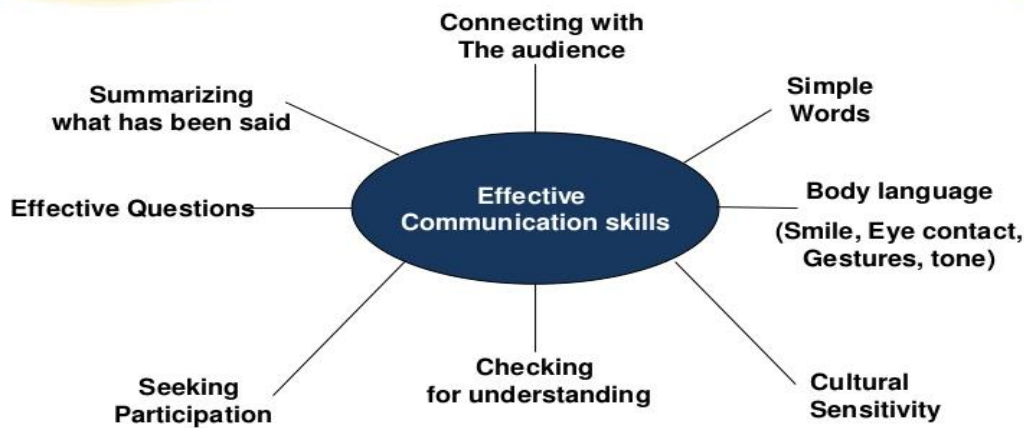 Connecting with
The audience
Summarizing
what has been said
Simple
Words
Effective
Communication skills
Effective Questions
Body language
(Smile, Eye contact,
Gestures, tone)
Seeking
Participation
Checking
for understanding
Cultural
Sensitivity